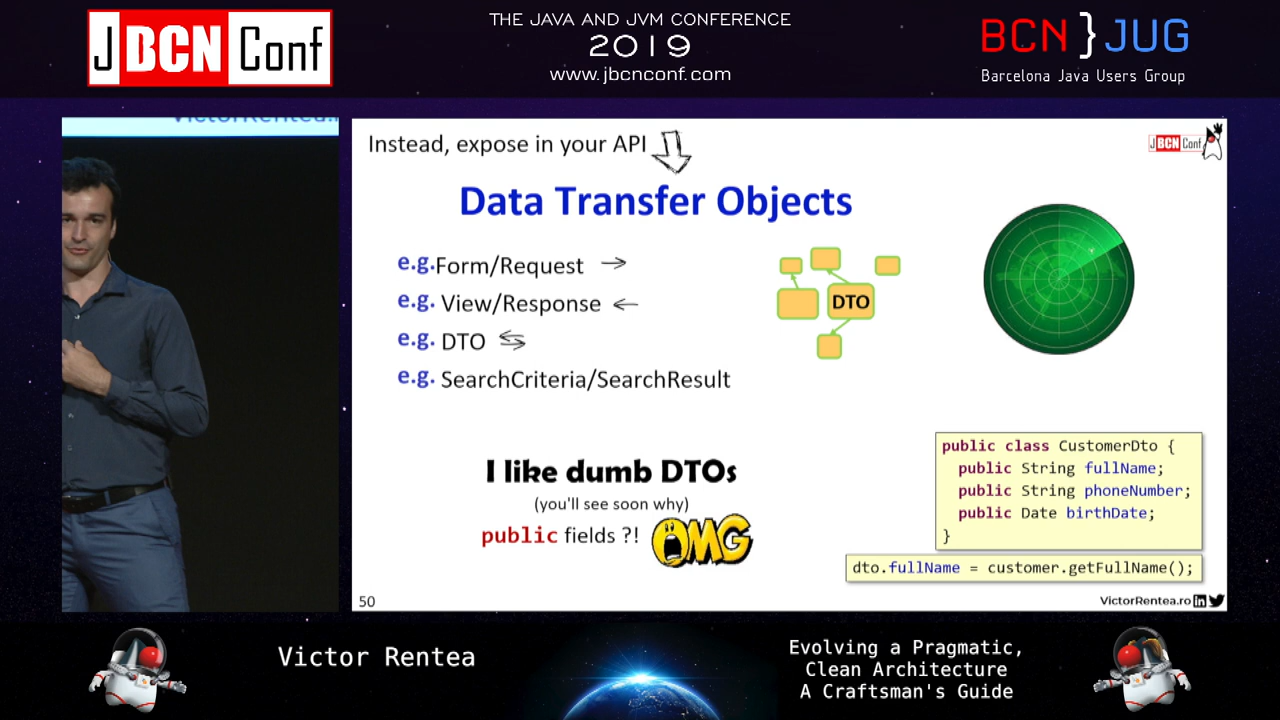 JBCNConf
THE JAVA AND JVM CONFERENCE
2019
www.jbcnconf.com
BCN}JUG
Barcelona Java Users Group
Instead, expose in your API
JBCNConf
Data Transfer Objects
e.g.Form/Request →
e.g. View/Response ←
e.g. DTO ⇆
e.g. SearchCriteria/SearchResult
DTO
I like dumb DTOs
(you'll see soon why)
public fields ?! OMG
public class CustomerDto {
public String fullName;
public String phoneNumber;
public Date birthDate;
}
dto.fullName = customer.getFullName();
50
VictorRentea.ro
Victor Rentea
Evolving a Pragmatic,
Clean Architecture
A Craftsman's Guide